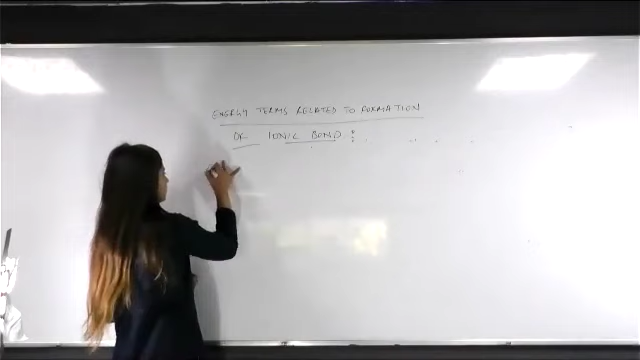 ENERGY TERMS RELATED TO FORMATION
OF IONIC BOND :